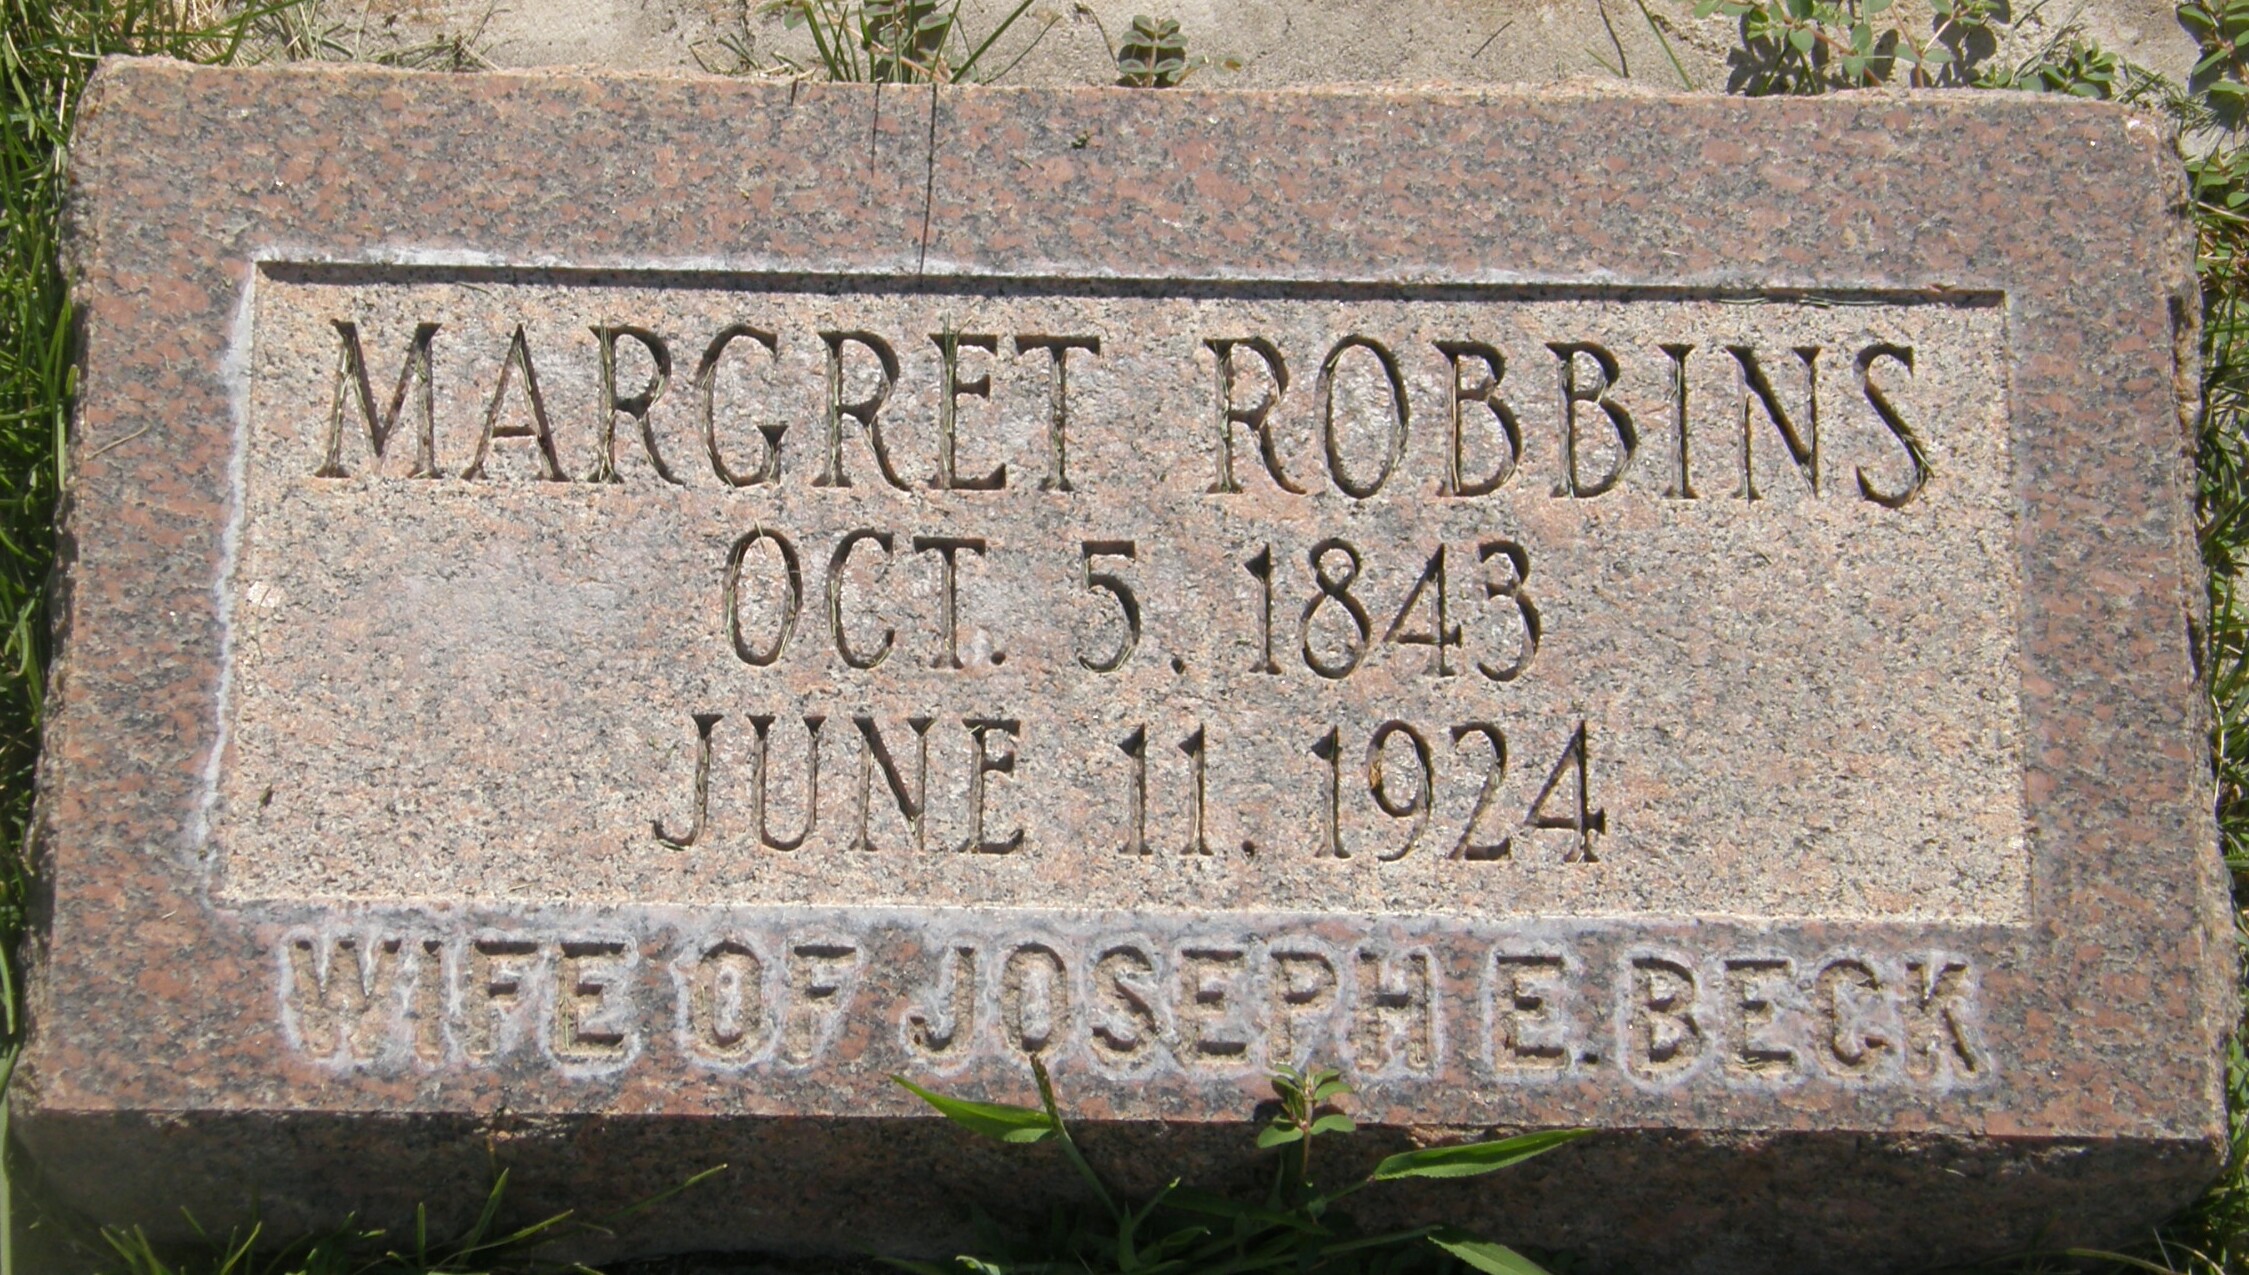 MARGRET ROBBINS
OCT. 5. 1843
JUNE 11. 1924
WIFE OF JOSEPH E. BECK